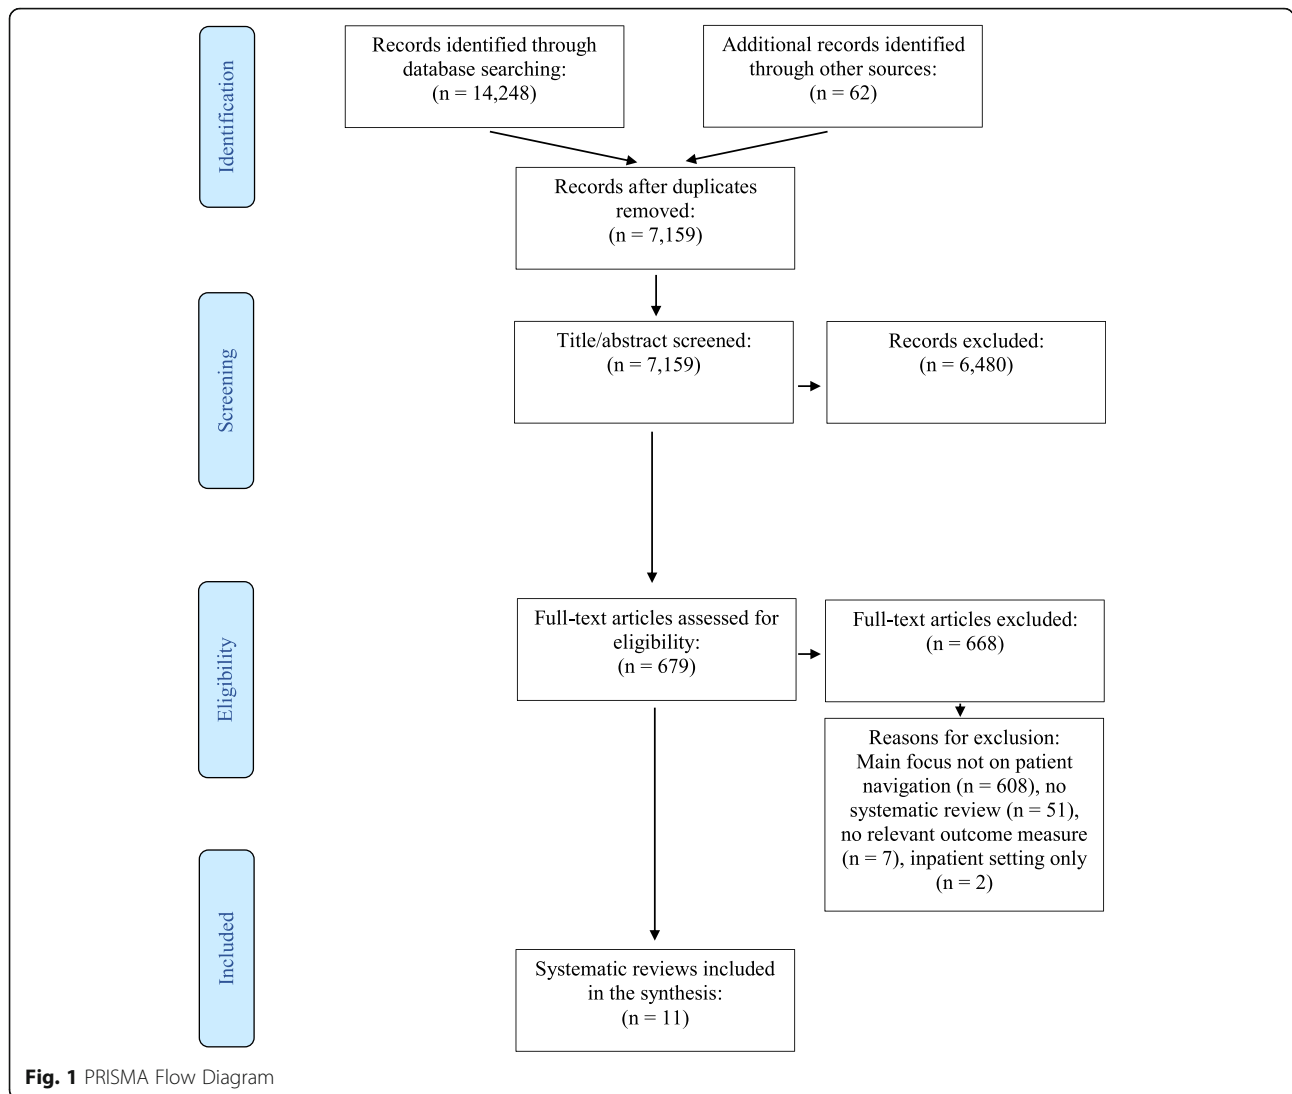 Identification
Records identified through
database searching:
(n = 14,248)
Additional records identified
through other sources:
(n = 62)
Records after duplicates
removed:
(n = 7,159)
Screening
Title/abstract screened:
(n = 7,159)
Records excluded:
(n = 6,480)
Eligibility
Full-text articles assessed for
eligibility:
(n = 679)
Full-text articles excluded:
(n = 668)
Reasons for exclusion:
Main focus not on patient
navigation (n = 608), no
systematic review (n = 51),
no relevant outcome measure
(n = 7), inpatient setting only
(n = 2)
Included
Systematic reviews included
in the synthesis:
(n = 11)
Fig. 1 PRISMA Flow Diagram